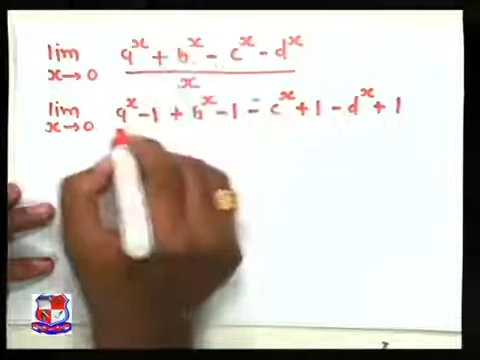 lim x→0 (a^x + b^x - c^x - d^x) / x
lim x→0 a^x - 1 + b^x - 1 - c^x + 1 - d^x + 1